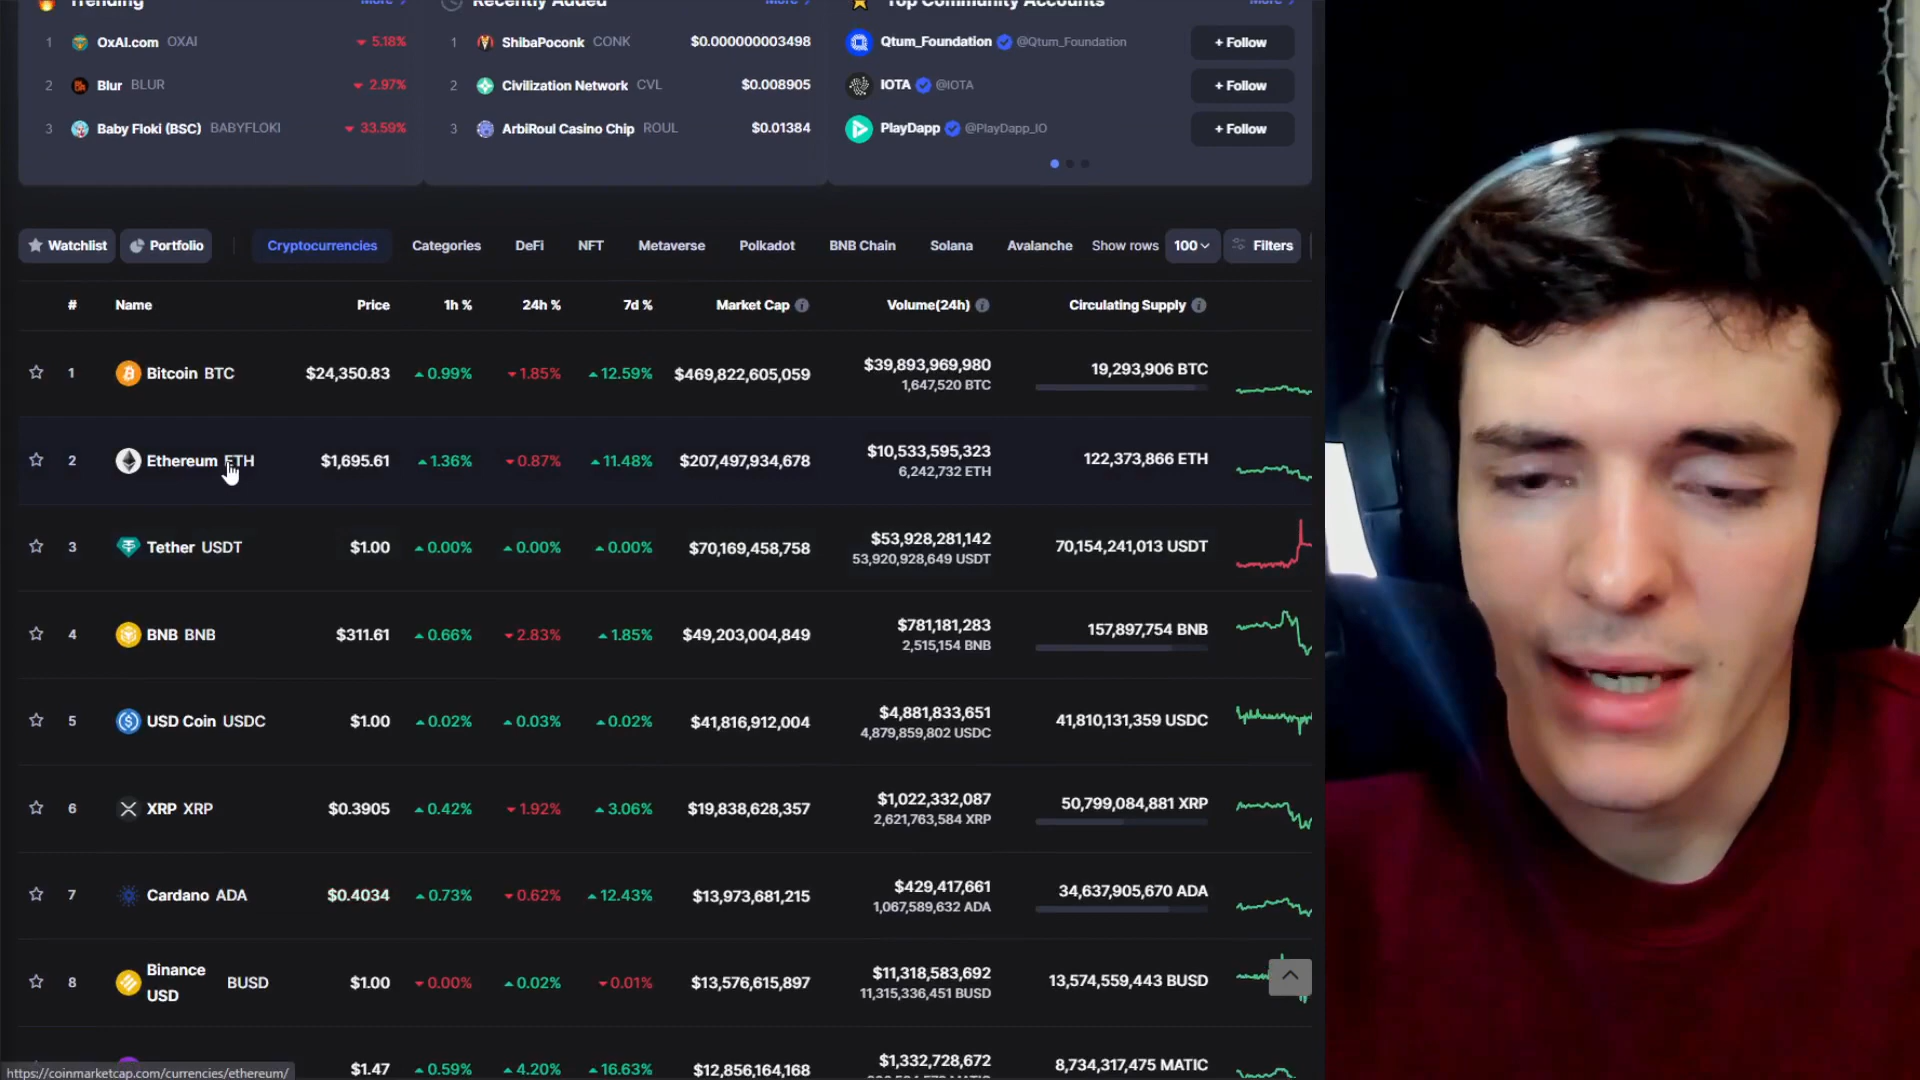 Trending More
Recently Added More
Top Community Accounts More
1 OxAI.com OXAI 5.18%
2 Blur BLUR 2.97%
3 Baby Floki (BSC) BABYFLOKI 33.59%
1 ShibaPoconk CONK $0.000000003498
2 Civilization Network CVL $0.008905
3 ArbiRoul Casino Chip ROUL $0.01384
Qtum_Foundation @Qtum_Foundation + Follow
IOTA @IOTA + Follow
PlayDapp @PlayDapp_IO + Follow
Watchlist Portfolio Cryptocurrencies Categories DeFi NFT Metaverse Polkadot BNB Chain Solana Avalanche Show rows 100 Filters
# Name Price 1h % 24h % 7d % Market Cap Volume(24h) Circulating Supply
1 Bitcoin BTC $24,350.83 0.99% 1.85% 12.59% $469,822,605,059 $39,893,969,980 19,293,906 BTC
1,647,520 BTC
2 Ethereum ETH $1,695.61 1.36% 0.87% 11.48% $207,497,934,678 $10,533,595,323 122,373,866 ETH
6,242,732 ETH
3 Tether USDT $1.00 0.00% 0.00% 0.00% $70,169,458,758 $53,928,281,142 70,154,241,013 USDT
53,920,928,649 USDT
4 BNB BNB $311.61 0.66% 2.83% 1.85% $49,203,004,849 $781,181,283 157,897,754 BNB
2,515,154 BNB
5 USD Coin USDC $1.00 0.02% 0.03% 0.02% $41,816,912,004 $4,881,833,651 41,810,131,359 USDC
4,879,859,802 USDC
6 XRP XRP $0.3905 0.42% 1.92% 3.06% $19,838,628,357 $1,022,332,087 50,799,084,881 XRP
2,621,763,584 XRP
7 Cardano ADA $0.4034 0.73% 0.62% 12.43% $13,973,681,215 $429,417,661 34,637,905,670 ADA
1,067,589,632 ADA
8 Binance USD BUSD $1.00 0.00% 0.02% 0.01% $13,576,615,897 $11,318,583,692 13,574,559,443 BUSD
11,315,336,451 BUSD
$1.47 0.59% 4.20% 16.63% $12,856,164,168 $1,332,728,672 8,734,317,475 MATIC
https://coinmarketcap.com/currencies/ethereum/